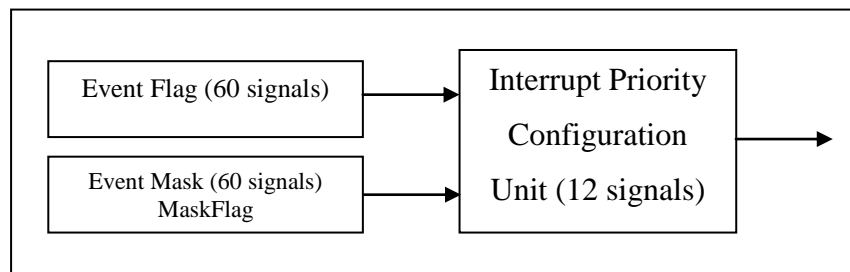 Event Flag (60 signals)
Event Mask (60 signals)
MaskFlag
Interrupt Priority
Configuration
Unit (12 signals)